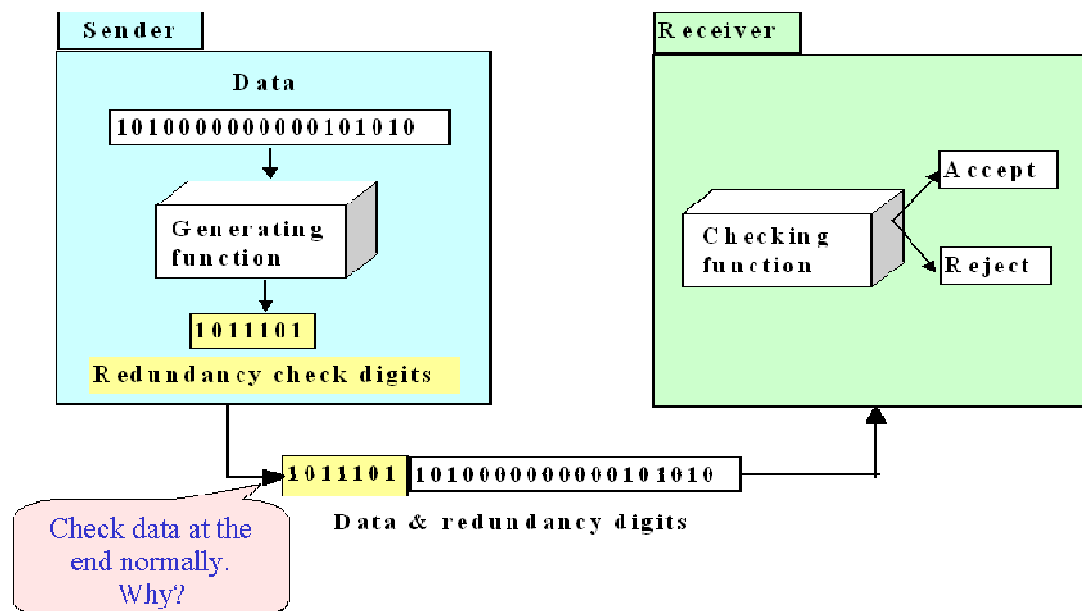 Sender
Data
1010000000000101010
Generating
function
1011101
Redundancy check digits
Receiver
Checking
function
Accept
Reject
1011101 1010000000000101010
Data & redundancy digits
Check data at the
end normally.
Why?